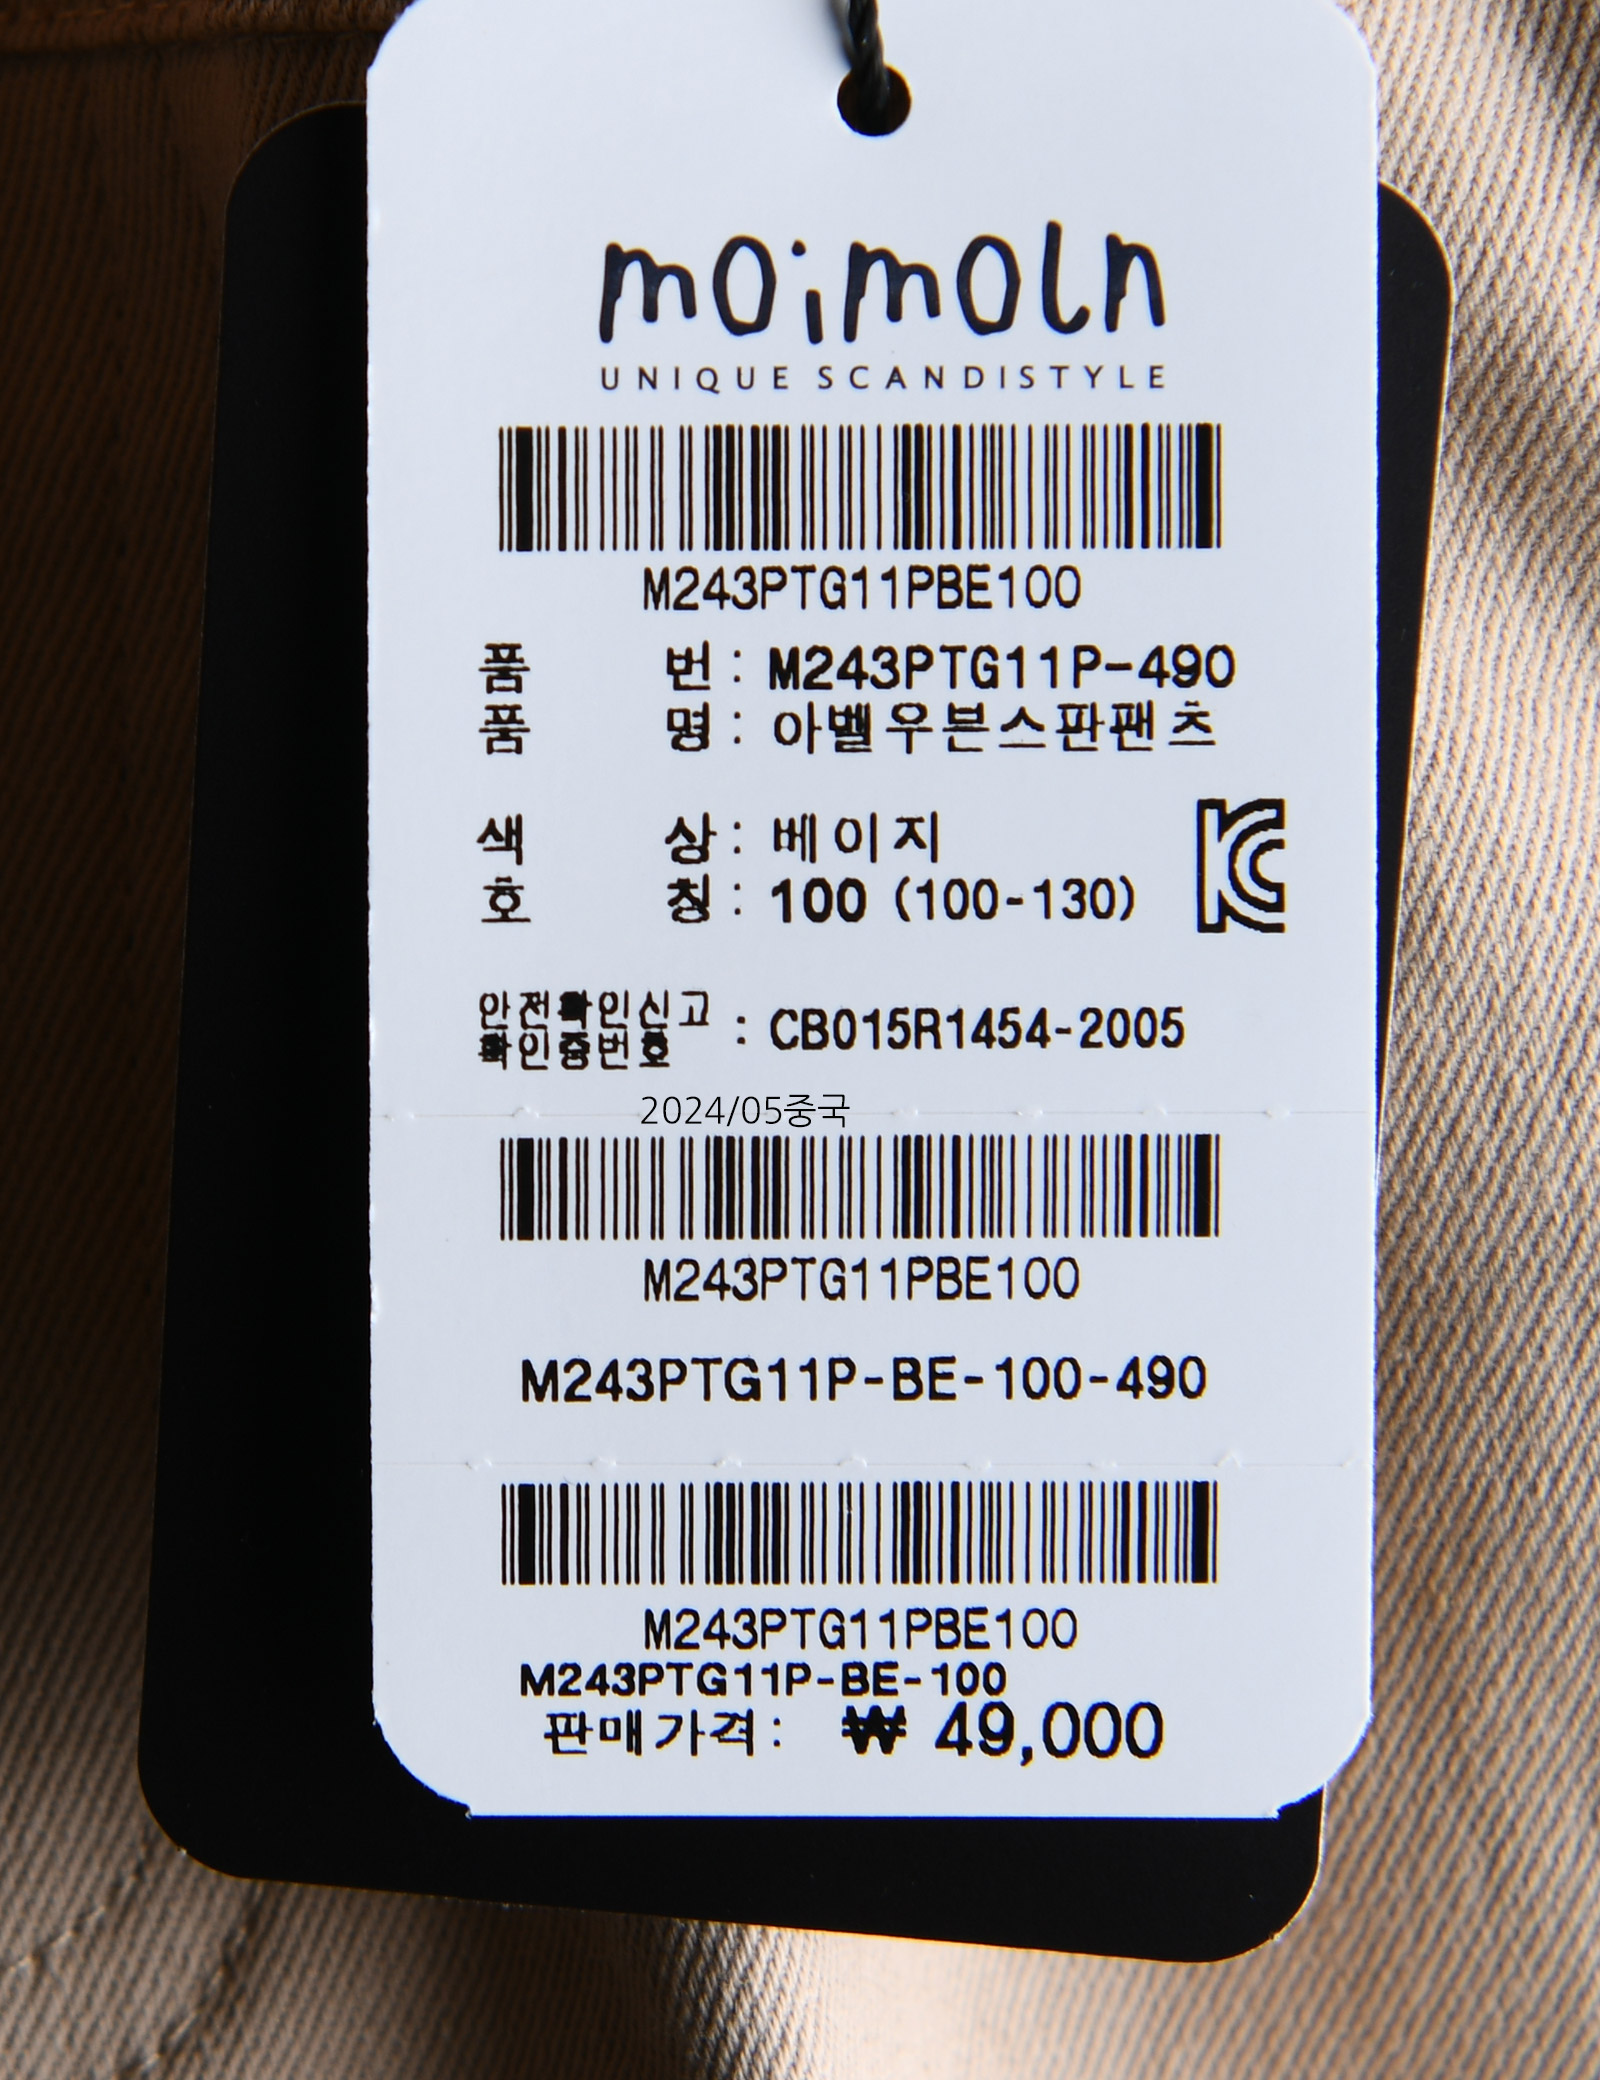 moimoln
UNIQUE SCANDISTYLE
M243PTG11PBE100
품 번 : M243PTG11P-490
품 명 : 아벨우븐스판팬츠
색 상 : 베이지
호 칭 : 100 (100-130)
안전확인신고
확인증번호 : CB015R1454-2005
2024/05중국
M243PTG11PBE100
M243PTG11P-BE-100-490
M243PTG11PBE100
M243PTG11P-BE-100
판매가격: ₩ 49,000